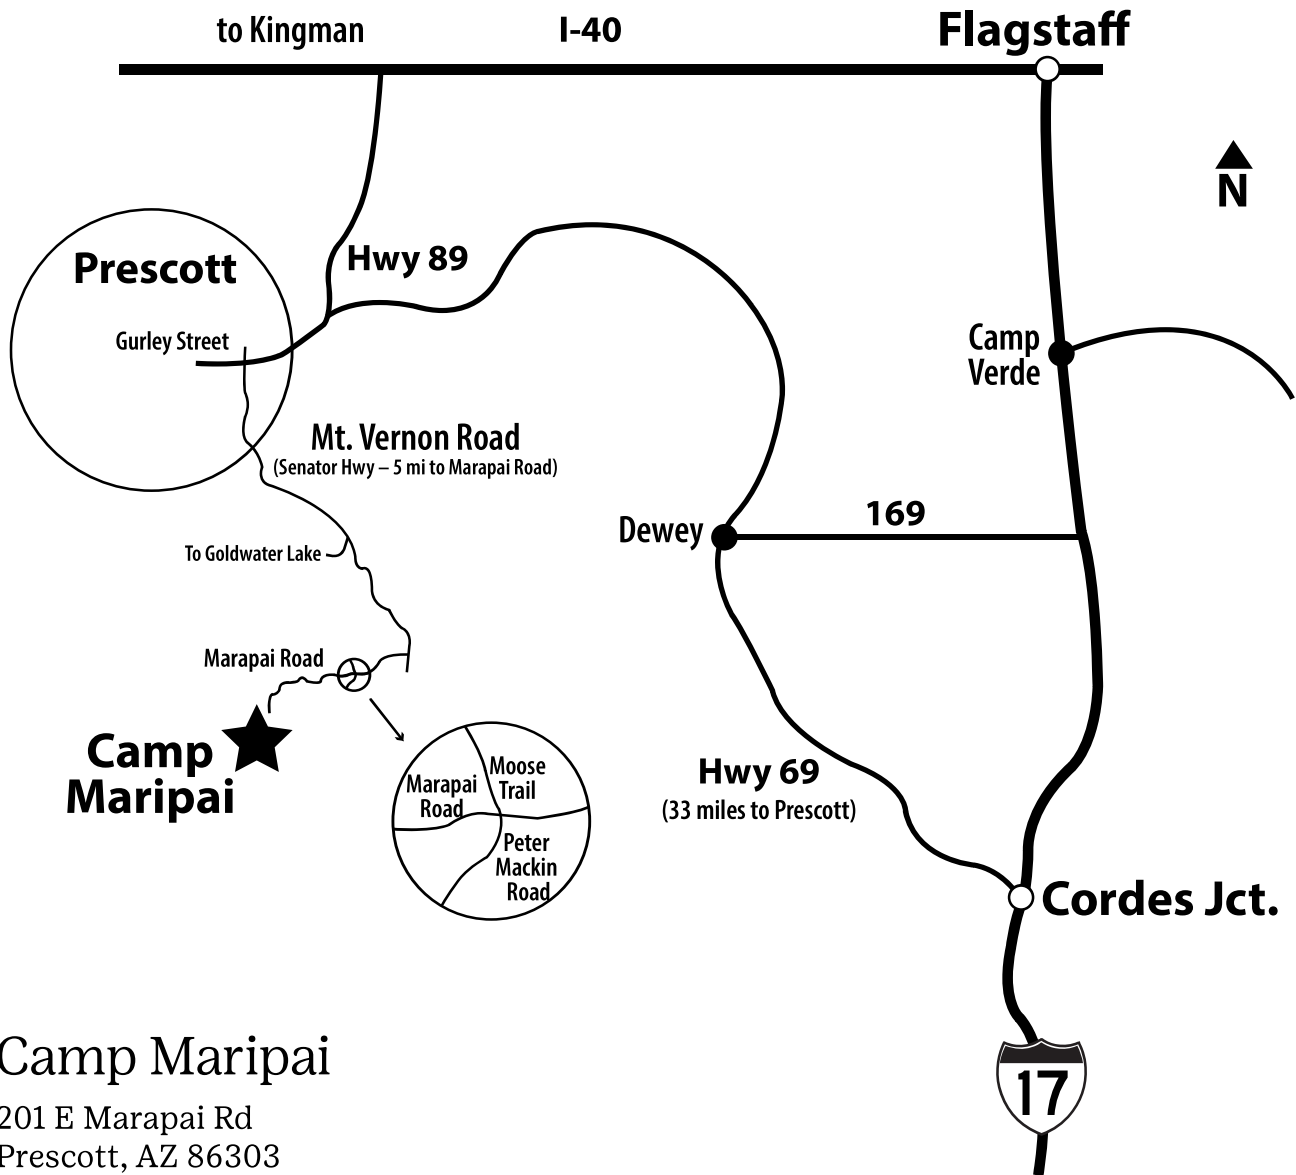 to Kingman
I-40
Flagstaff
N
Prescott
Hwy 89
Gurley Street
Camp
Verde
Mt. Vernon Road
(Senator Hwy – 5 mi to Marapai Road)
169
Dewey
To Goldwater Lake
Marapai Road
Camp
Maripai
Marapai
Road
Moose
Trail
Peter
Mackin
Road
Hwy 69
(33 miles to Prescott)
Cordes Jct.
17
Camp Maripai
201 E Marapai Rd
Prescott, AZ 86303